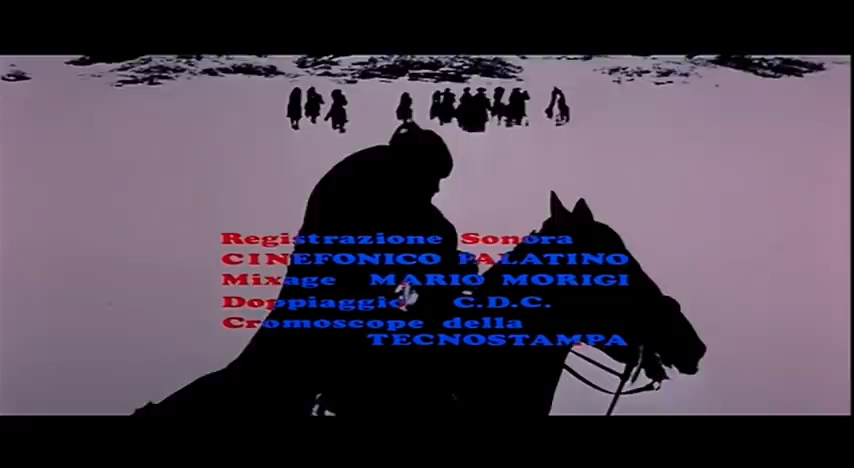 Registrazione Sonora
CINEFONICO PALATINO
Mixage MARIO MORIGI
Doppiaggio C.D.C.
Cromoscope della
TECNOSTAMPA